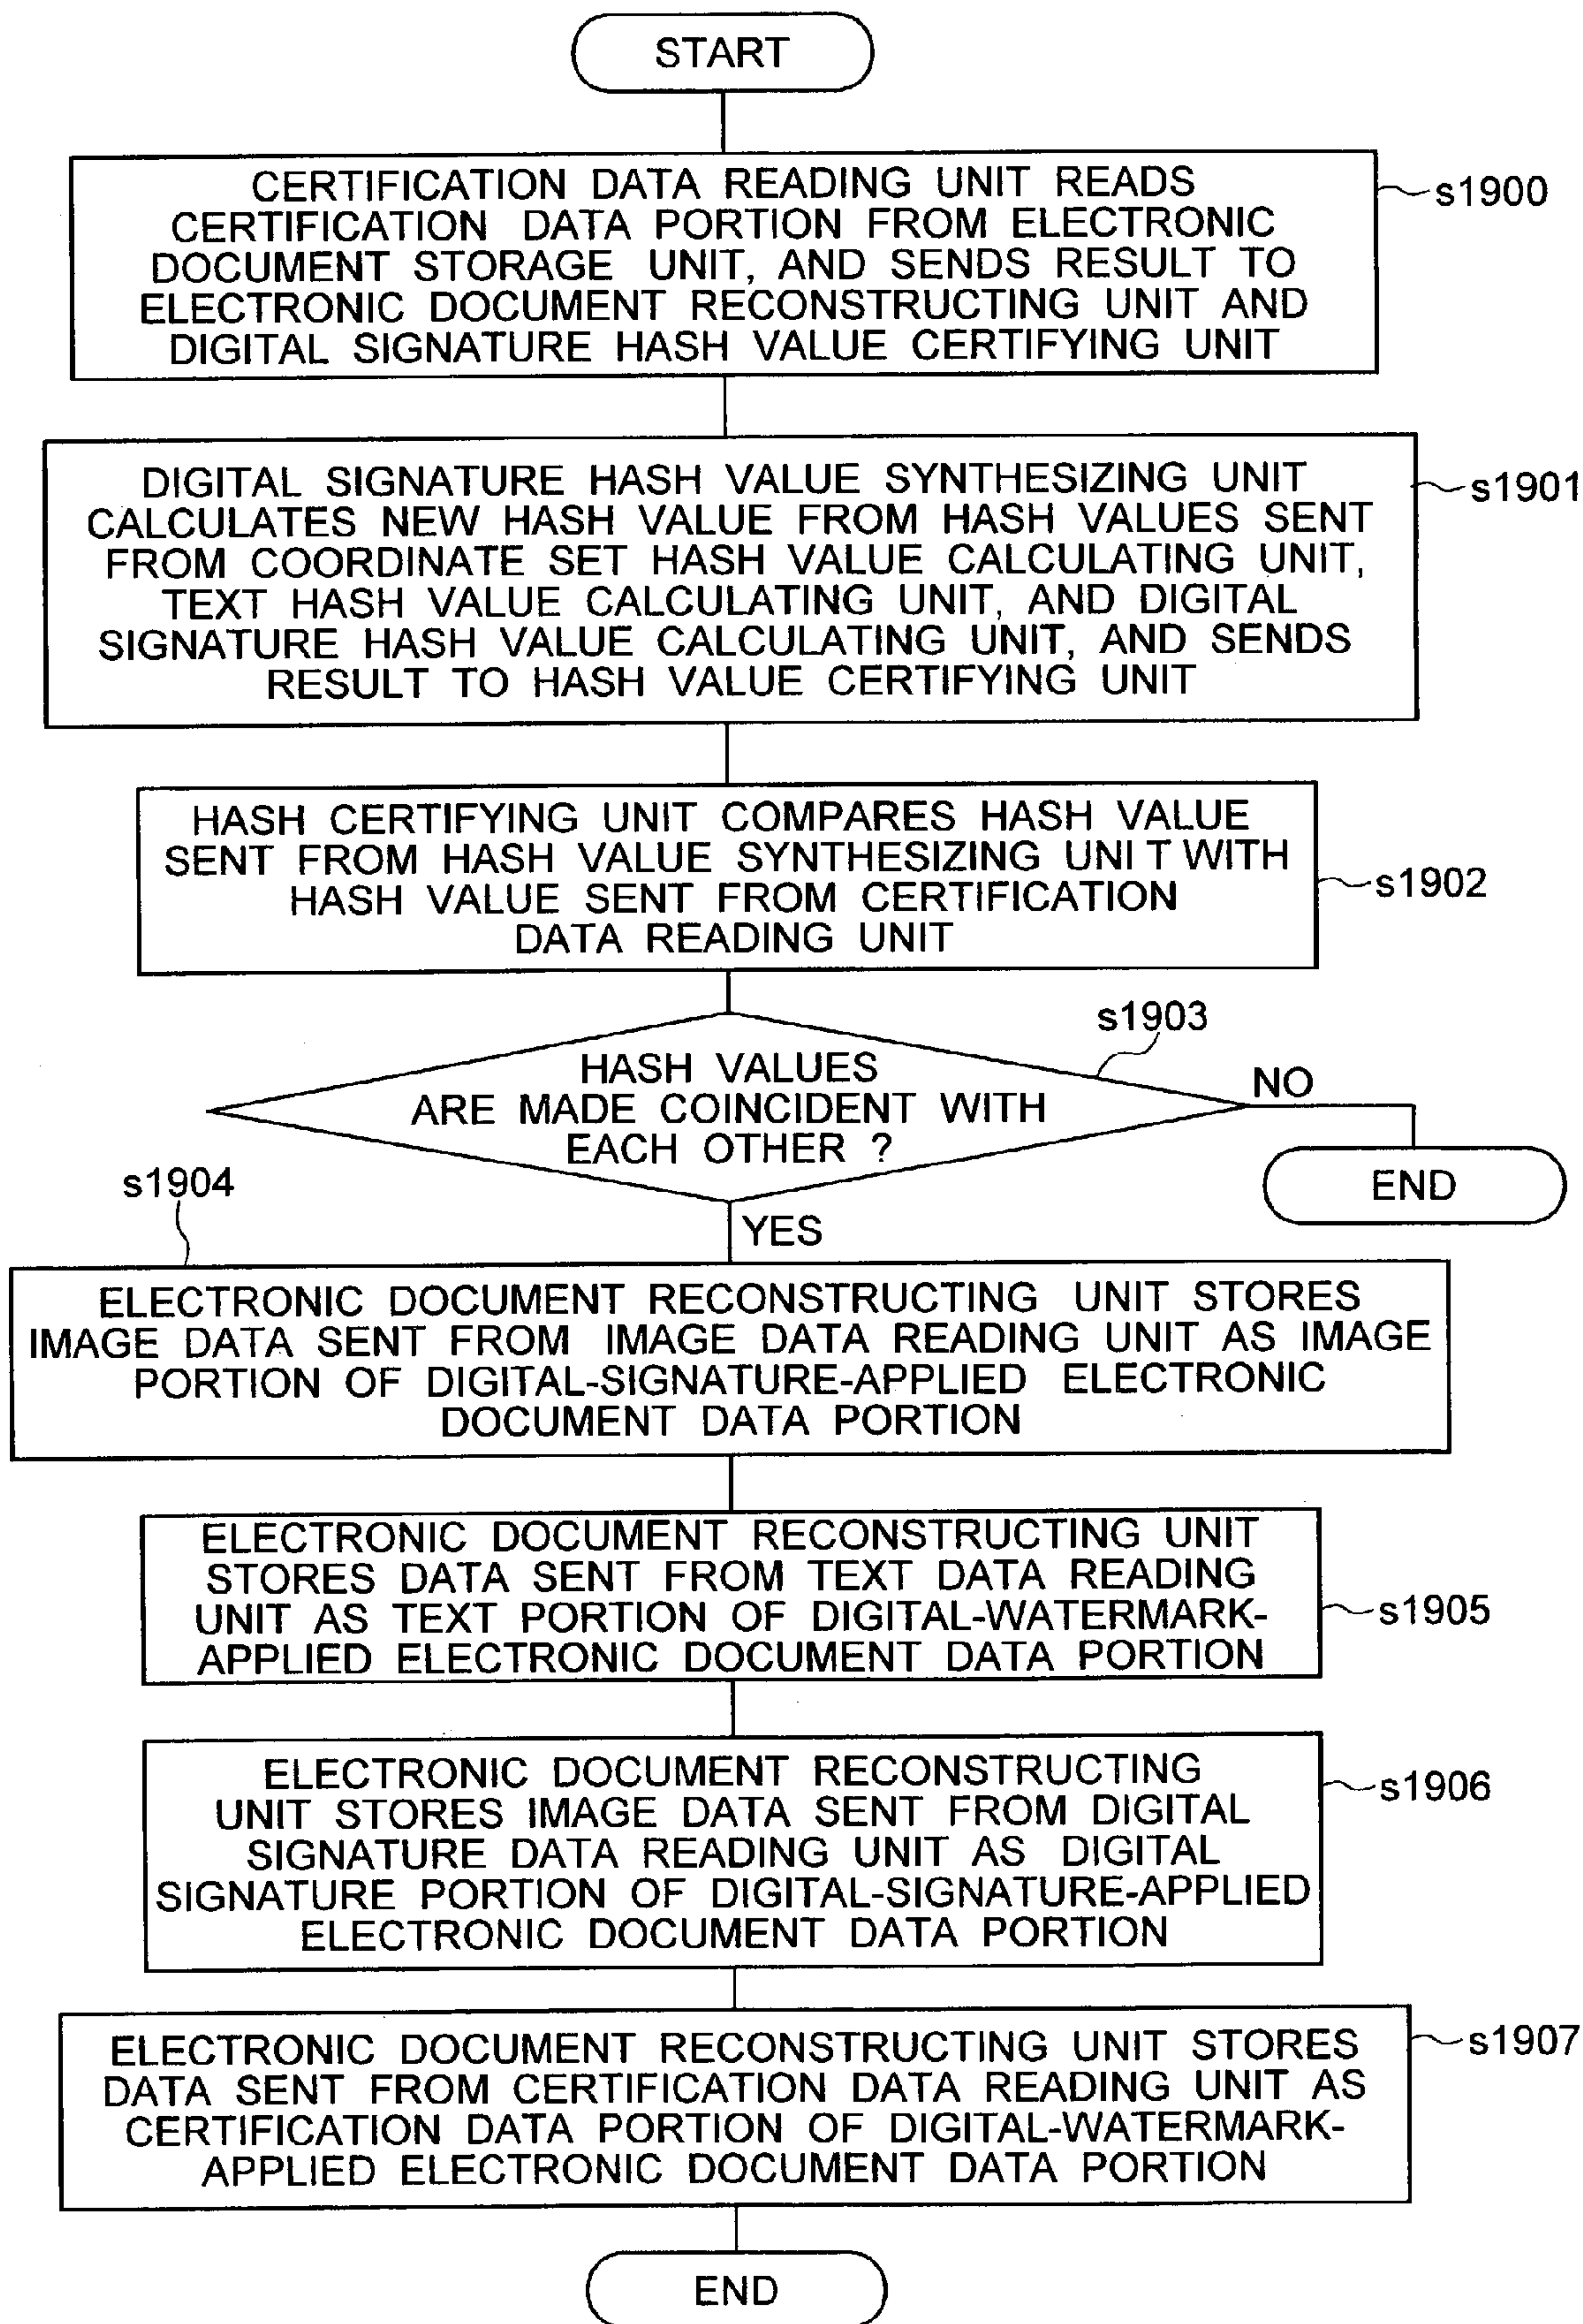 START
CERTIFICATION DATA READING UNIT READS
CERTIFICATION DATA PORTION FROM ELECTRONIC
DOCUMENT STORAGE UNIT, AND SENDS RESULT TO
ELECTRONIC DOCUMENT RECONSTRUCTING UNIT AND
DIGITAL SIGNATURE HASH VALUE CERTIFYING UNIT
s1900
DIGITAL SIGNATURE HASH VALUE SYNTHESIZING UNIT
CALCULATES NEW HASH VALUE FROM HASH VALUES SENT
FROM COORDINATE SET HASH VALUE CALCULATING UNIT,
TEXT HASH VALUE CALCULATING UNIT, AND DIGITAL
SIGNATURE HASH VALUE CALCULATING UNIT, AND SENDS
RESULT TO HASH VALUE CERTIFYING UNIT
s1901
HASH CERTIFYING UNIT COMPARES HASH VALUE
SENT FROM HASH VALUE SYNTHESIZING UNIT WITH
HASH VALUE SENT FROM CERTIFICATION
DATA READING UNIT
s1902
s1903
HASH VALUES
ARE MADE COINCIDENT WITH
EACH OTHER ?
NO
END
YES
s1904
ELECTRONIC DOCUMENT RECONSTRUCTING UNIT STORES
IMAGE DATA SENT FROM IMAGE DATA READING UNIT AS IMAGE
PORTION OF DIGITAL-SIGNATURE-APPLIED ELECTRONIC
DOCUMENT DATA PORTION
ELECTRONIC DOCUMENT RECONSTRUCTING UNIT
STORES DATA SENT FROM TEXT DATA READING
UNIT AS TEXT PORTION OF DIGITAL-WATERMARK-
APPLIED ELECTRONIC DOCUMENT DATA PORTION
s1905
ELECTRONIC DOCUMENT RECONSTRUCTING
UNIT STORES IMAGE DATA SENT FROM DIGITAL
SIGNATURE DATA READING UNIT AS DIGITAL
SIGNATURE PORTION OF DIGITAL-SIGNATURE-APPLIED
ELECTRONIC DOCUMENT DATA PORTION
s1906
ELECTRONIC DOCUMENT RECONSTRUCTING UNIT STORES
DATA SENT FROM CERTIFICATION DATA READING UNIT AS
CERTIFICATION DATA PORTION OF DIGITAL-WATERMARK-
APPLIED ELECTRONIC DOCUMENT DATA PORTION
s1907
END